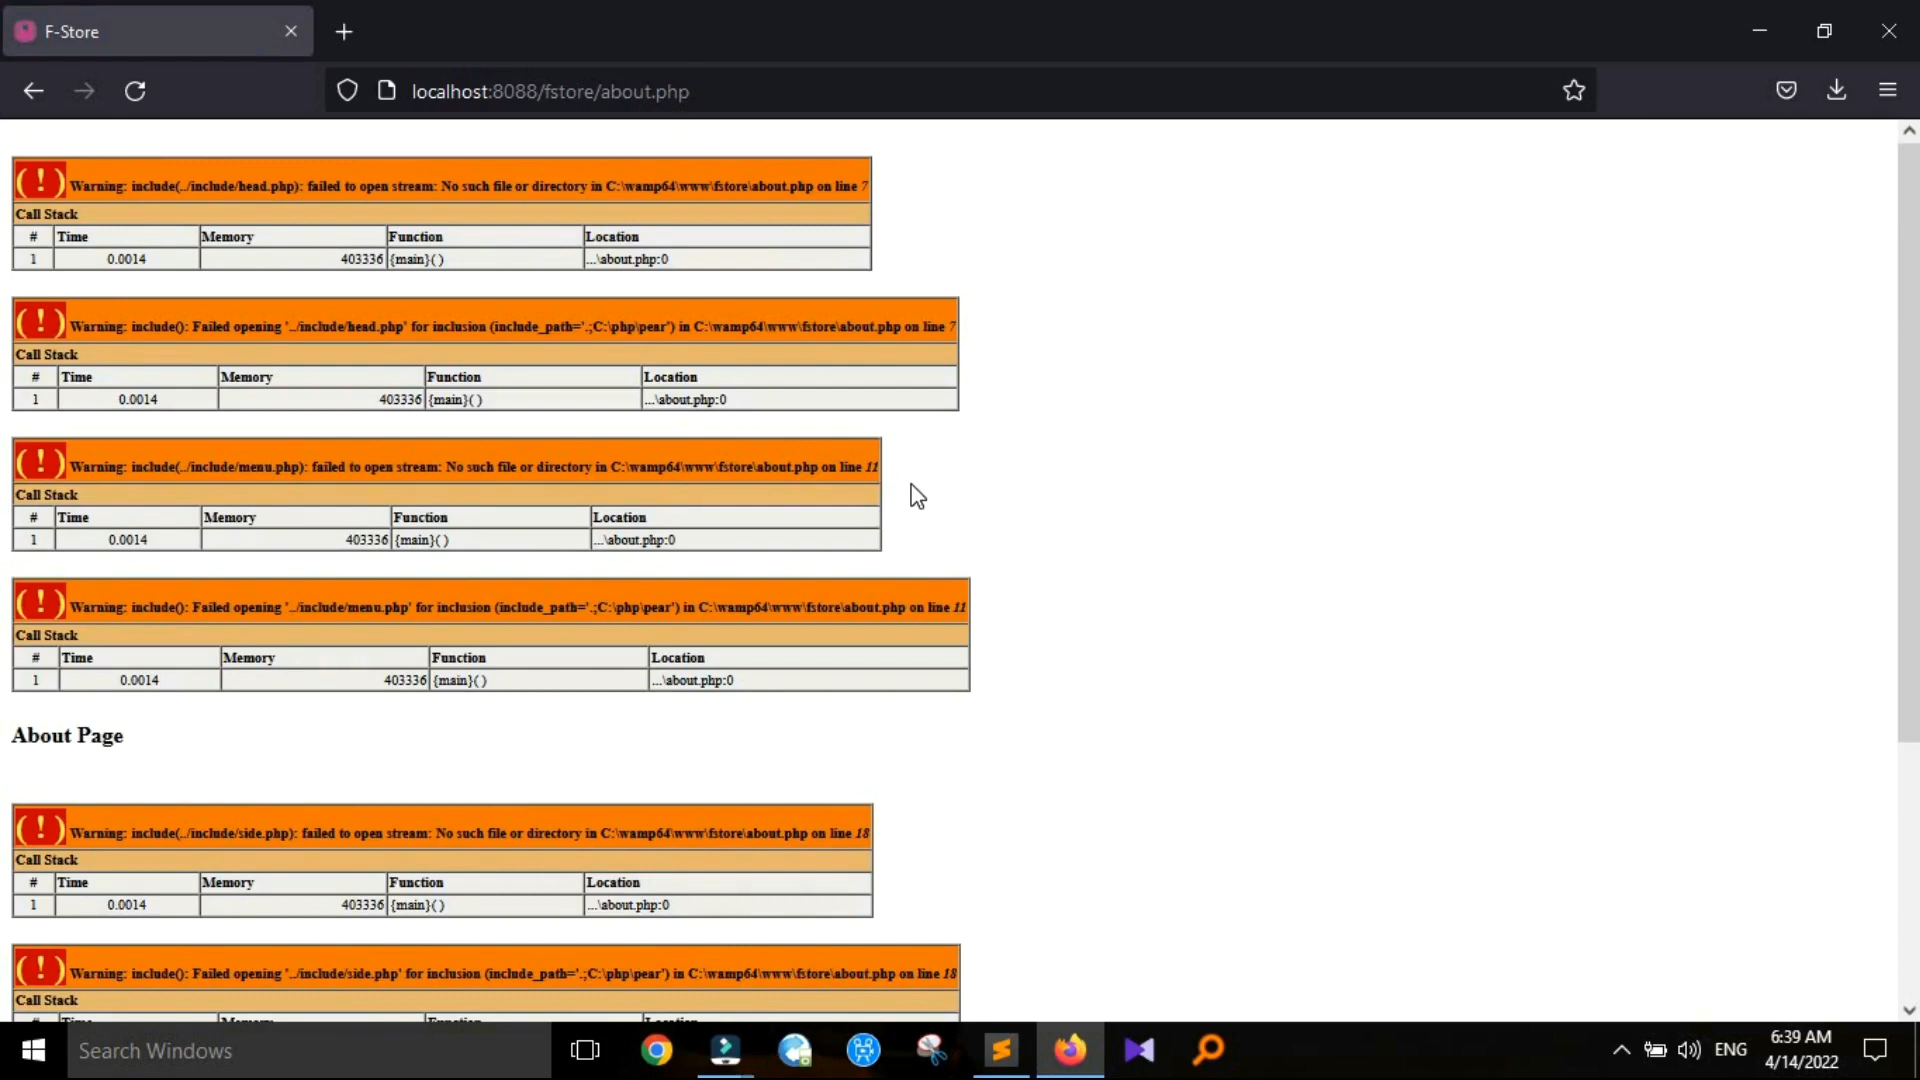 F-Store
localhost:8088/fstore/about.php
( ! ) Warning: include(../include/head.php): failed to open stream: No such file or directory in C:\wamp64\www\fstore\about.php on line 7
Call Stack
# Time Memory Function Location
1 0.0014 403336 {main}( ) ...\about.php:0
( ! ) Warning: include(): Failed opening '../include/head.php' for inclusion (include_path='.;C:\php\pear') in C:\wamp64\www\fstore\about.php on line 7
Call Stack
# Time Memory Function Location
1 0.0014 403336 {main}( ) ...\about.php:0
( ! ) Warning: include(../include/menu.php): failed to open stream: No such file or directory in C:\wamp64\www\fstore\about.php on line 11
Call Stack
# Time Memory Function Location
1 0.0014 403336 {main}( ) ...\about.php:0
( ! ) Warning: include(): Failed opening '../include/menu.php' for inclusion (include_path='.;C:\php\pear') in C:\wamp64\www\fstore\about.php on line 11
Call Stack
# Time Memory Function Location
1 0.0014 403336 {main}( ) ...\about.php:0
About Page
( ! ) Warning: include(../include/side.php): failed to open stream: No such file or directory in C:\wamp64\www\fstore\about.php on line 18
Call Stack
# Time Memory Function Location
1 0.0014 403336 {main}( ) ...\about.php:0
( ! ) Warning: include(): Failed opening '../include/side.php' for inclusion (include_path='.;C:\php\pear') in C:\wamp64\www\fstore\about.php on line 18
Call Stack
# Time Memory Function Location
Search Windows
ENG
6:39 AM
4/14/2022